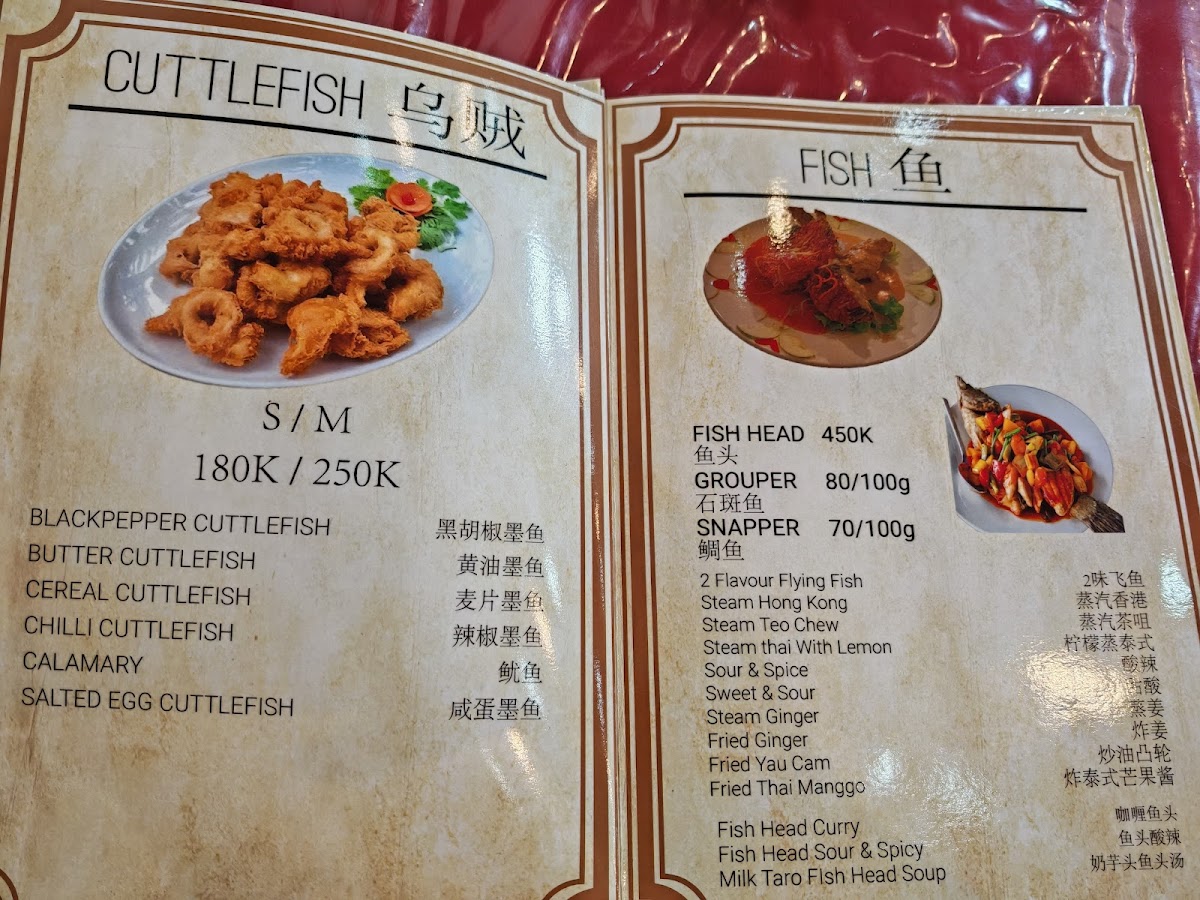 CUTTLEFISH 乌贼
S / M
180K / 250K
BLACKPEPPER CUTTLEFISH 黑胡椒墨鱼
BUTTER CUTTLEFISH 黄油墨鱼
CEREAL CUTTLEFISH 麦片墨鱼
CHILLI CUTTLEFISH 辣椒墨鱼
CALAMARY 鱿鱼
SALTED EGG CUTTLEFISH 咸蛋墨鱼
FISH 鱼
FISH HEAD 450K
鱼头
GROUPER 80/100g
石斑鱼
SNAPPER 70/100g
鲷鱼
2 Flavour Flying Fish 2味飞鱼
Steam Hong Kong 蒸汽香港
Steam Teo Chew 蒸汽茶咀
Steam thai With Lemon 柠檬蒸泰式
Sour & Spice 酸辣
Sweet & Sour 酸
Steam Ginger 蒸姜
Fried Ginger 炸姜
Fried Yau Cam 炒油凸轮
Fried Thai Manggo 炸泰式芒果酱
Fish Head Curry 咖喱鱼头
Fish Head Sour & Spicy 鱼头酸辣
Milk Taro FIsh Head Soup 奶芋头鱼头汤